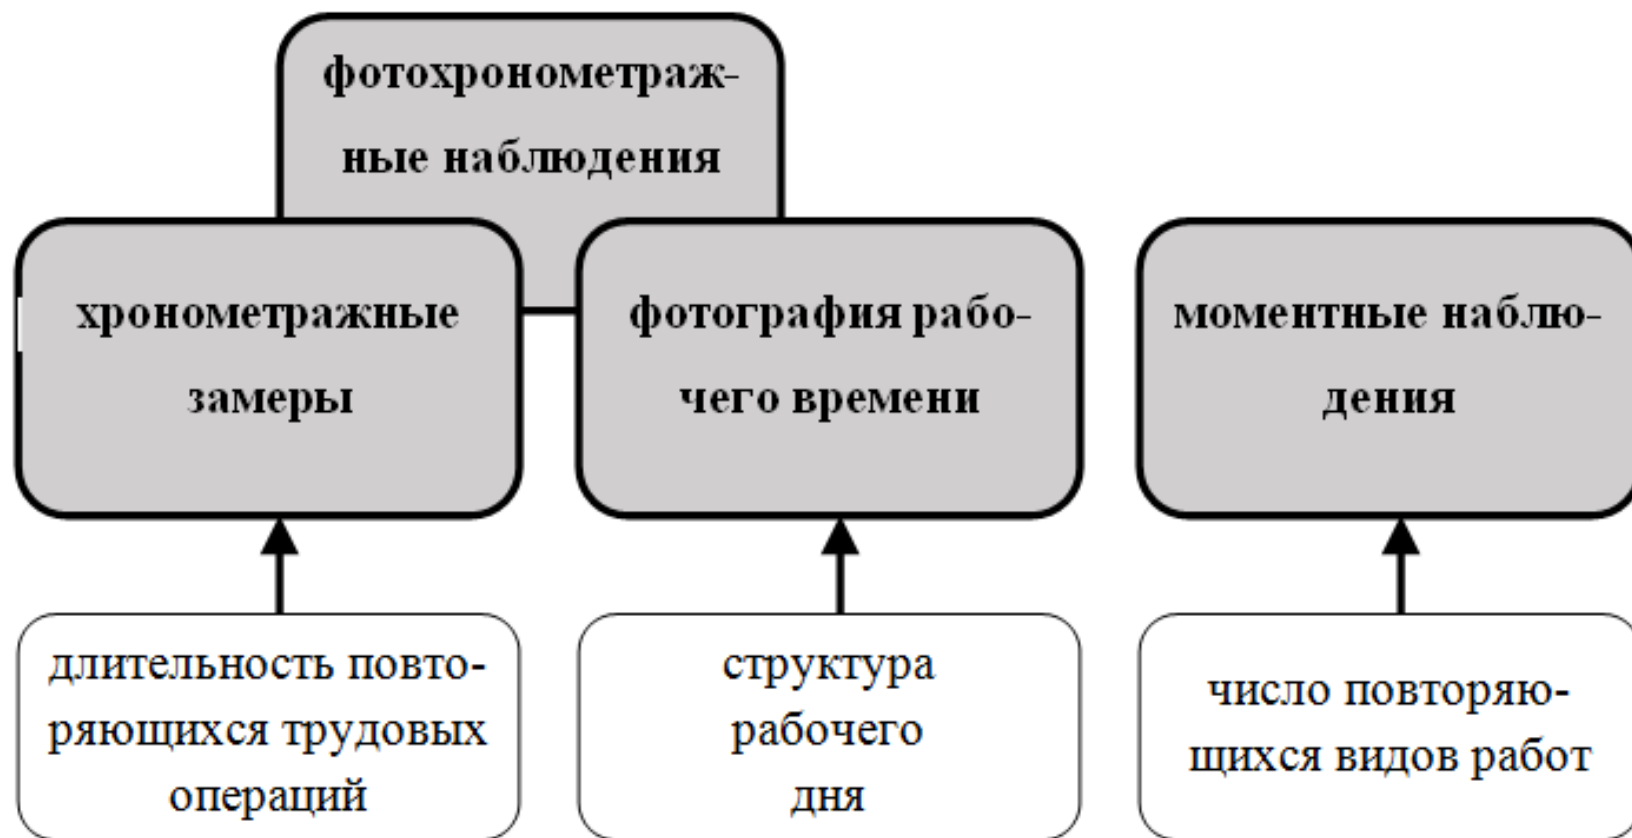 фотохронометраж-
ные наблюдения
хронометражные
замеры
фотография рабо-
чего времени
моментные наблю-
дения
длительность повто-
ряющихся трудовых
операций
структура
рабочего
дня
число повторяю-
щихся видов работ